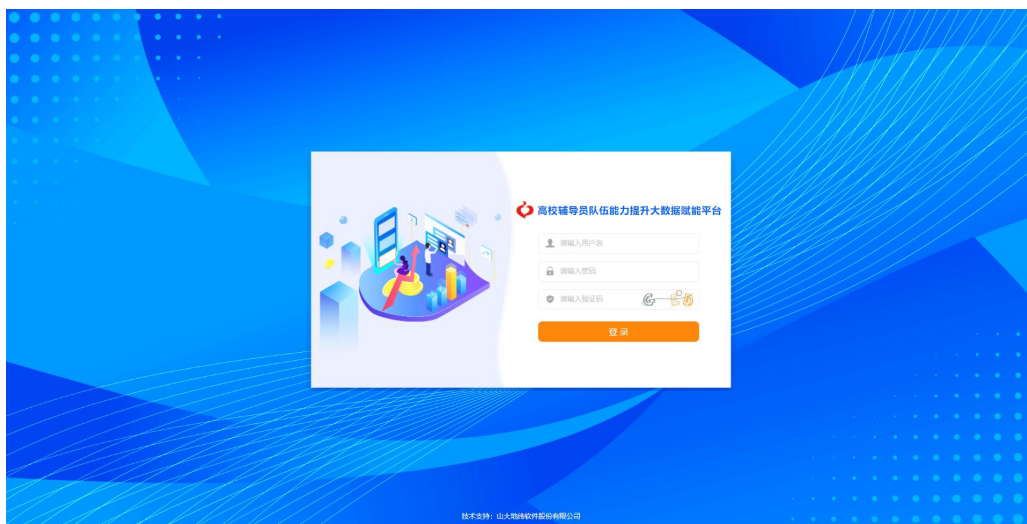 高校辅导员队伍能力提升大数据赋能平台
请输入用户名
请输入密码
请输入验证码
登录
技术支持：山大地纬软件股份有限公司